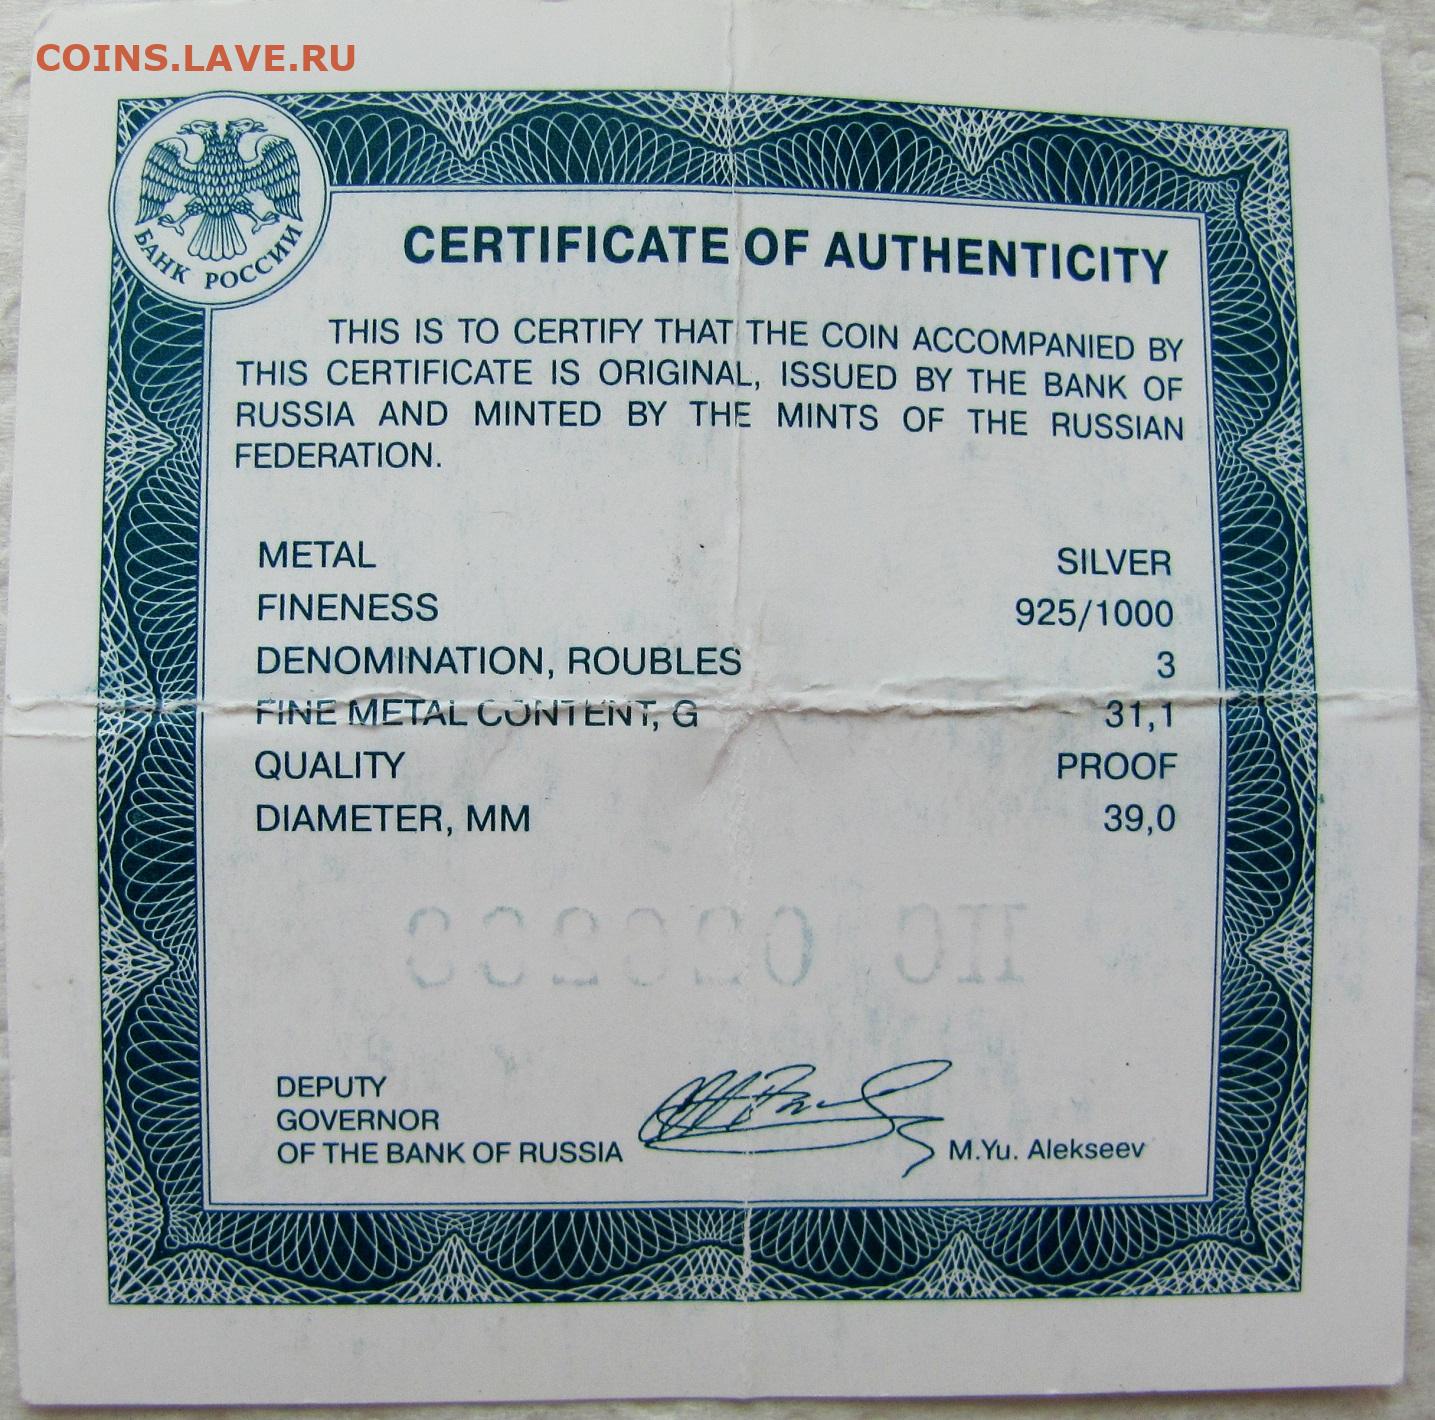 COINS.LAVE.RU
БАНК РОССИИ
CERTIFICATE OF AUTHENTICITY
THIS IS TO CERTIFY THAT THE COIN ACCOMPANIED BY
THIS CERTIFICATE IS ORIGINAL, ISSUED BY THE BANK OF
RUSSIA AND MINTED BY THE MINTS OF THE RUSSIAN
FEDERATION.
METAL SILVER
FINENESS 925/1000
DENOMINATION, ROUBLES 3
FINE METAL CONTENT, G 31,1
QUALITY PROOF
DIAMETER, MM 39,0
DEPUTY
GOVERNOR
OF THE BANK OF RUSSIA M.Yu. Alekseev